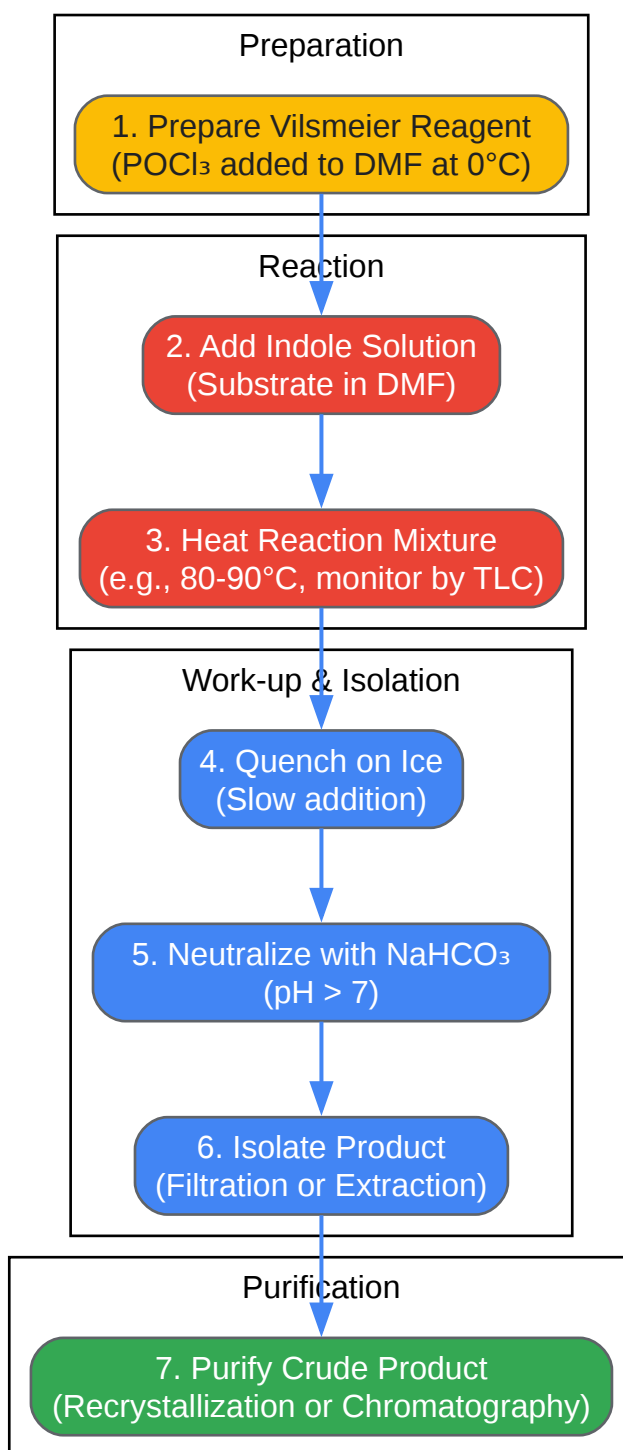 Preparation
1. Prepare Vilsmeier Reagent
(POCl₃ added to DMF at 0°C)
Reaction
2. Add Indole Solution
(Substrate in DMF)
3. Heat Reaction Mixture
(e.g., 80-90°C, monitor by TLC)
Work-up & Isolation
4. Quench on Ice
(Slow addition)
5. Neutralize with NaHCO₃
(pH > 7)
6. Isolate Product
(Filtration or Extraction)
Purification
7. Purify Crude Product
(Recrystallization or Chromatography)